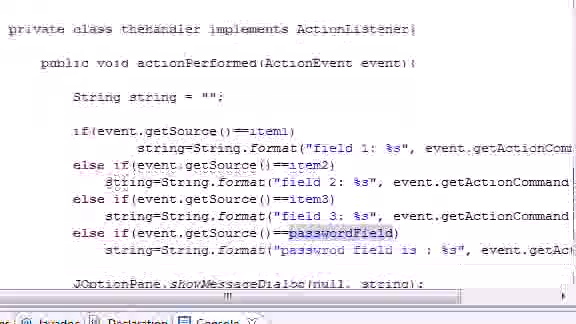 private class thehandler implements ActionListener{
public void actionPerformed(ActionEvent event){
String string = "";
if(event.getSource()==item1)
string=String.format("field 1: %s", event.getActionComm
else if(event.getSource()==item2)
string=String.format("field 2: %s", event.getActionCommand
else if(event.getSource()==item3)
string=String.format("field 3: %s", event.getActionCommand
else if(event.getSource()==passwordField)
string=String.format("passwrod field is : %s", event.getAct
JOptionPane.showMessageDialog(null, string);
Javadoc Declaration Console